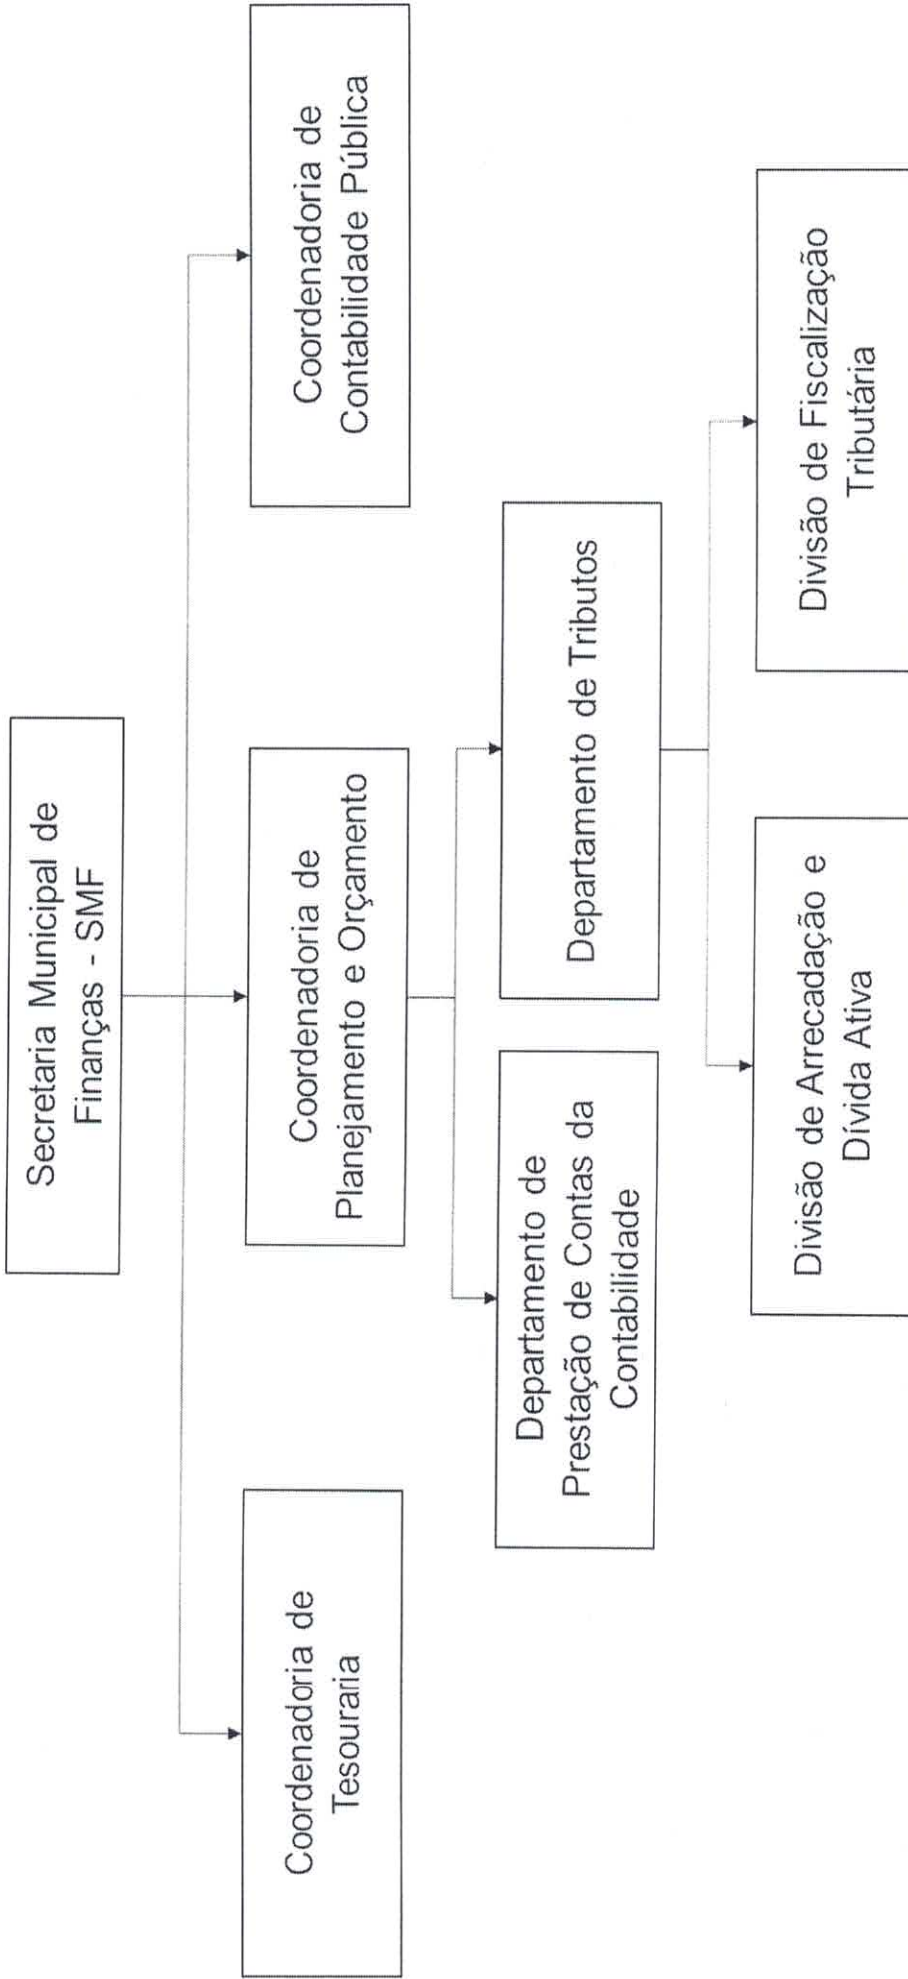 Secretaria Municipal de
Finanças - SMF
Coordenadoria de
Tesouraria
Coordenadoria de
Planejamento e Orçamento
Coordenadoria de
Contabilidade Pública
Departamento de
Prestação de Contas da
Contabilidade
Departamento de Tributos
Divisão de Arrecadação e
Dívida Ativa
Divisão de Fiscalização
Tributária